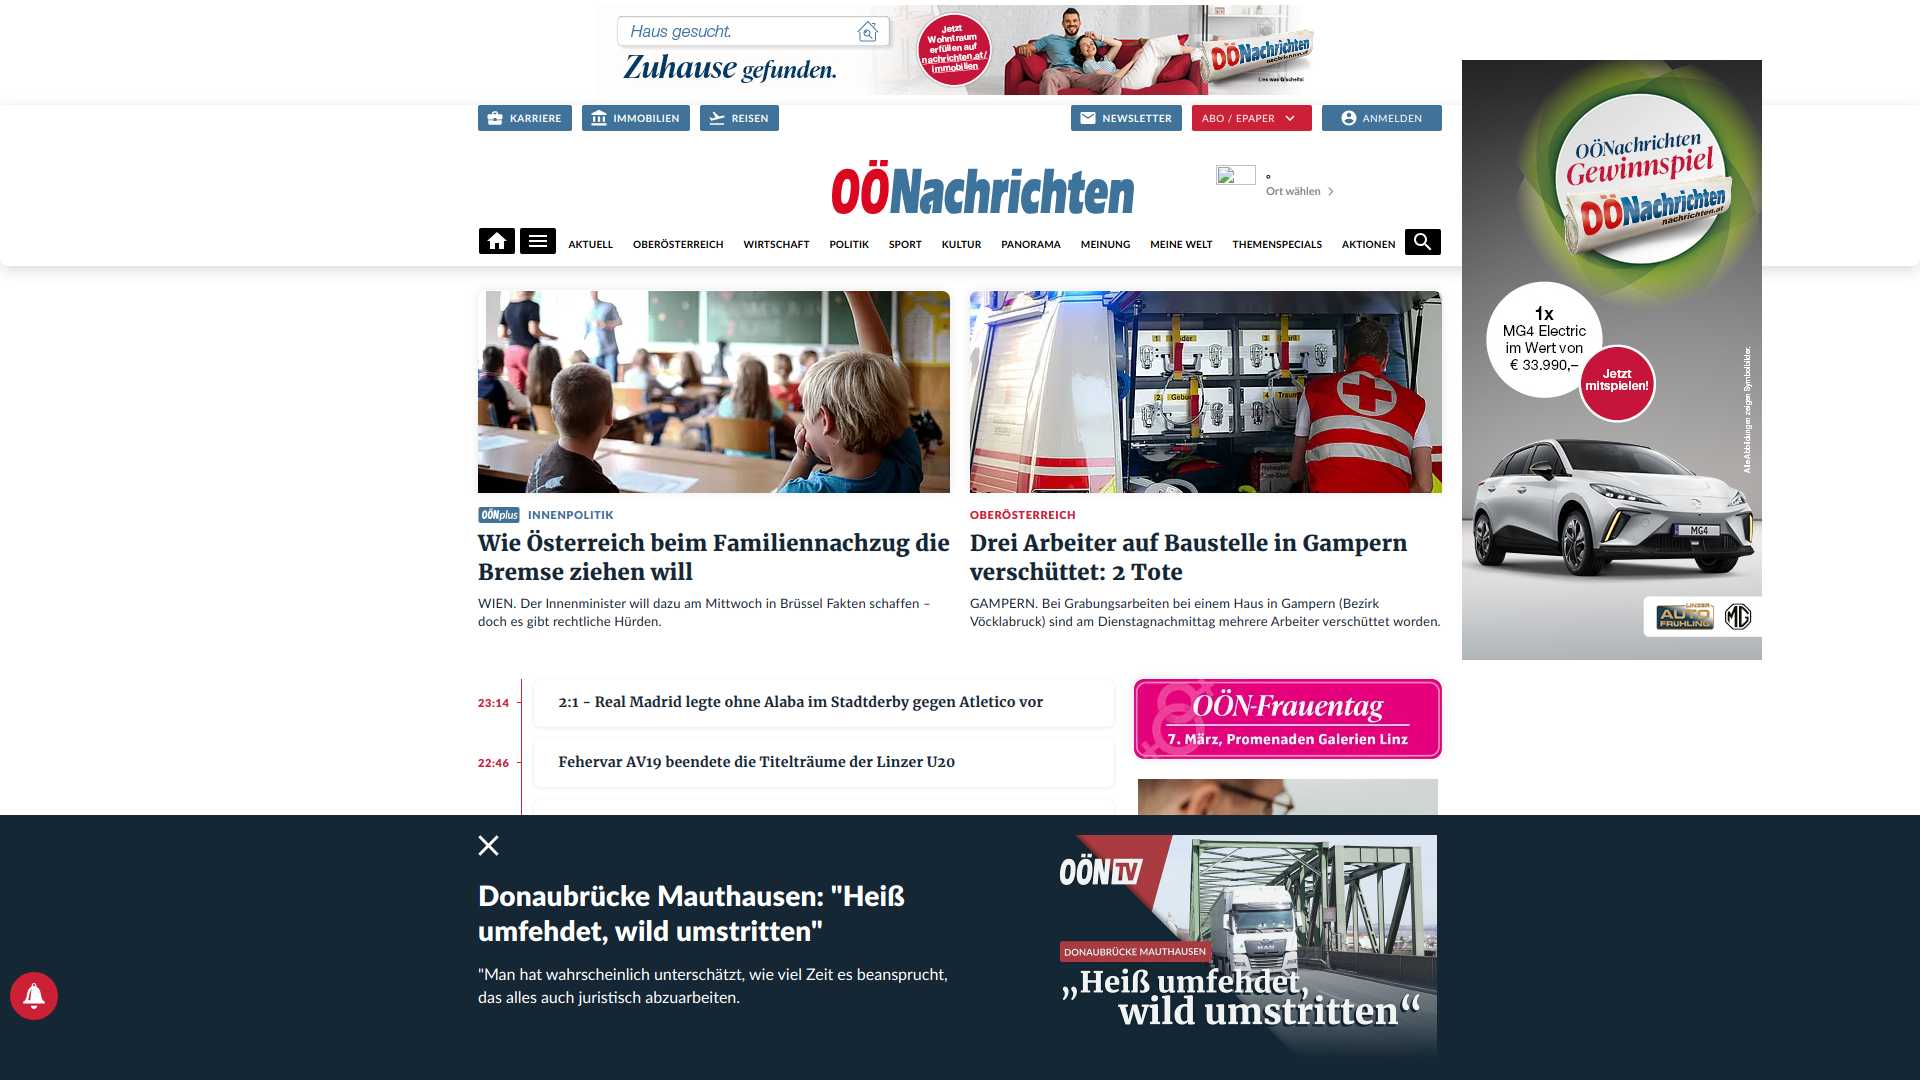 Haus gesucht.
Zuhause gefunden.
Jetzt
Wohntraum
erfüllen auf
nachrichten.at/
immobilien
OÖNachrichten
nachrichten.at
Lies was Gscheits!
KARRIERE
IMMOBILIEN
REISEN
NEWSLETTER
ABO / EPAPER
ANMELDEN
OÖNachrichten
°
Ort wählen
AKTUELL
OBERÖSTERREICH
WIRTSCHAFT
POLITIK
SPORT
KULTUR
PANORAMA
MEINUNG
MEINE WELT
THEMENSPECIALS
AKTIONEN
OÖNachrichten
Gewinnspiel
OÖNachrichten
nachrichten.at
1x
MG4 Electric
im Wert von
€ 33.990,–
Jetzt
mitspielen!
Alle Abbildungen zeigen Symbolbilder.
MG4
LINZER
AUTO
FRÜHLING
MG
OÖNplus INNENPOLITIK
Wie Österreich beim Familiennachzug die
Bremse ziehen will
WIEN. Der Innenminister will dazu am Mittwoch in Brüssel Fakten schaffen –
doch es gibt rechtliche Hürden.
OBERÖSTERREICH
Drei Arbeiter auf Baustelle in Gampern
verschüttet: 2 Tote
GAMPERN. Bei Grabungsarbeiten bei einem Haus in Gampern (Bezirk
Vöcklabruck) sind am Dienstagnachmittag mehrere Arbeiter verschüttet worden.
23:14
2:1 - Real Madrid legte ohne Alaba im Stadtderby gegen Atletico vor
22:46
Fehervar AV19 beendete die Titelträume der Linzer U20
OÖN-Frauentag
7. März, Promenaden Galerien Linz
Donaubrücke Mauthausen: "Heiß
umfehdet, wild umstritten"
"Man hat wahrscheinlich unterschätzt, wie viel Zeit es beansprucht,
das alles auch juristisch abzuarbeiten.
OÖN TV
MAN
DONAUBRÜCKE MAUTHAUSEN
„Heiß umfehdet,
wild umstritten“